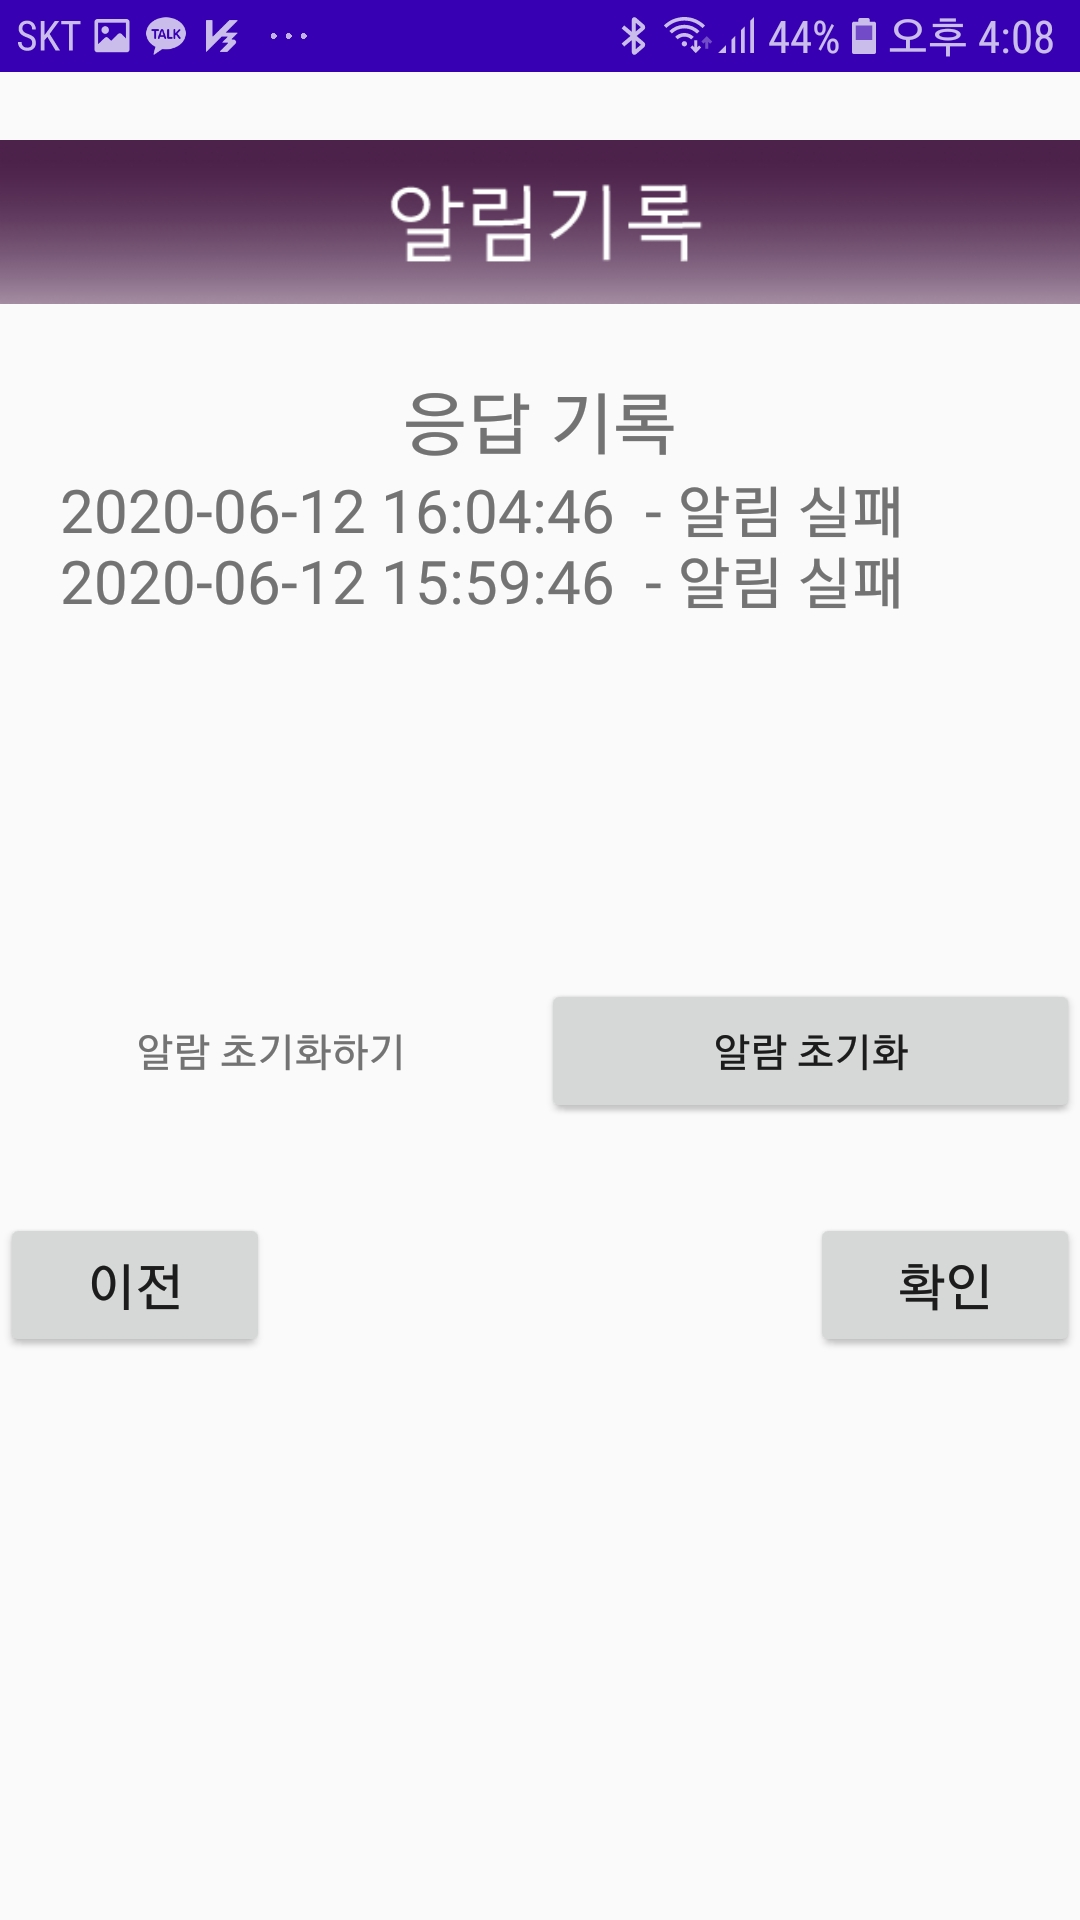 SKT TALK 44% 오후 4:08
알림기록
응답 기록
2020-06-12 16:04:46 - 알림 실패
2020-06-12 15:59:46 - 알림 실패
알람 초기화하기 알람 초기화
이전 확인